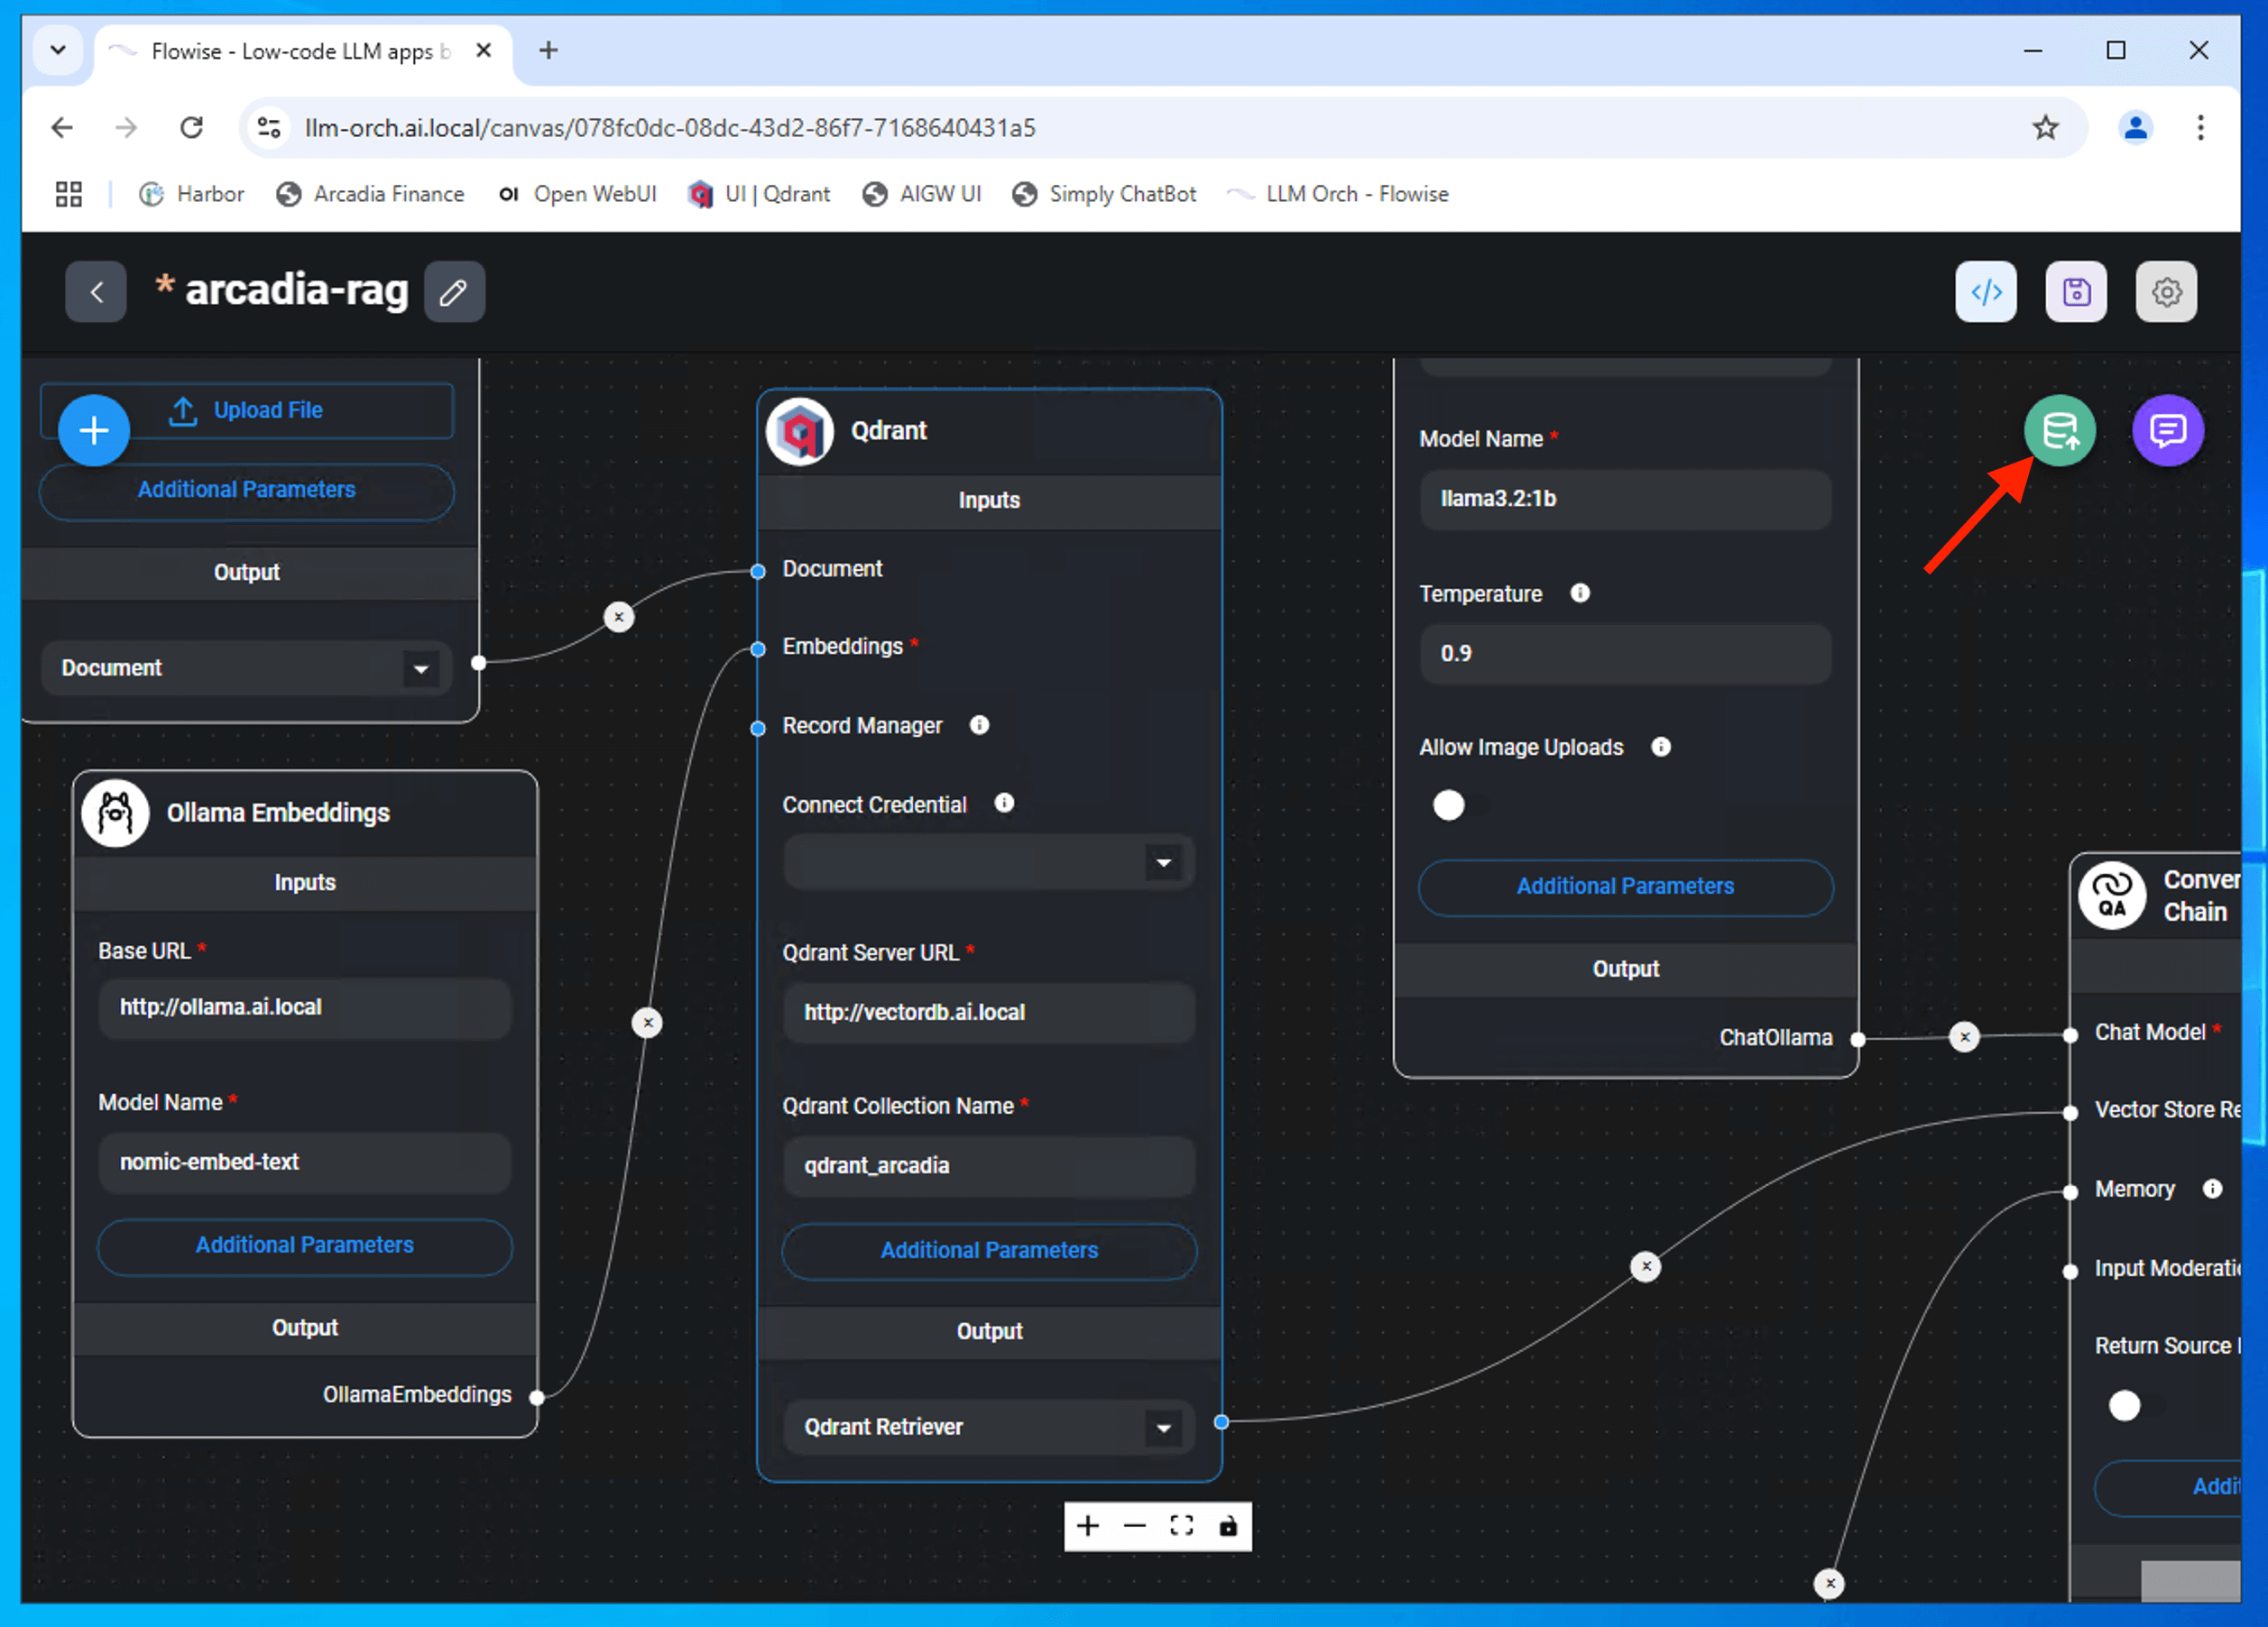 Flowise - Low-code LLM apps b
llm-orch.ai.local/canvas/078fc0dc-08dc-43d2-86f7-7168640431a5
Harbor
Arcadia Finance
OI Open WebUI
UI | Qdrant
AIGW UI
Simply ChatBot
LLM Orch - Flowise
* arcadia-rag
Upload File
Additional Parameters
Output
Document
Ollama Embeddings
Inputs
Base URL *
http://ollama.ai.local
Model Name *
nomic-embed-text
Additional Parameters
Output
OllamaEmbeddings
Qdrant
Inputs
Document
Embeddings *
Record Manager
Connect Credential
Qdrant Server URL *
http://vectordb.ai.local
Qdrant Collection Name *
qdrant_arcadia
Additional Parameters
Output
Qdrant Retriever
Model Name *
llama3.2:1b
Temperature
0.9
Allow Image Uploads
Additional Parameters
Output
ChatOllama
QA
Conver
Chain
Chat Model *
Vector Store Re
Memory
Input Moderati
Return Source
Addi